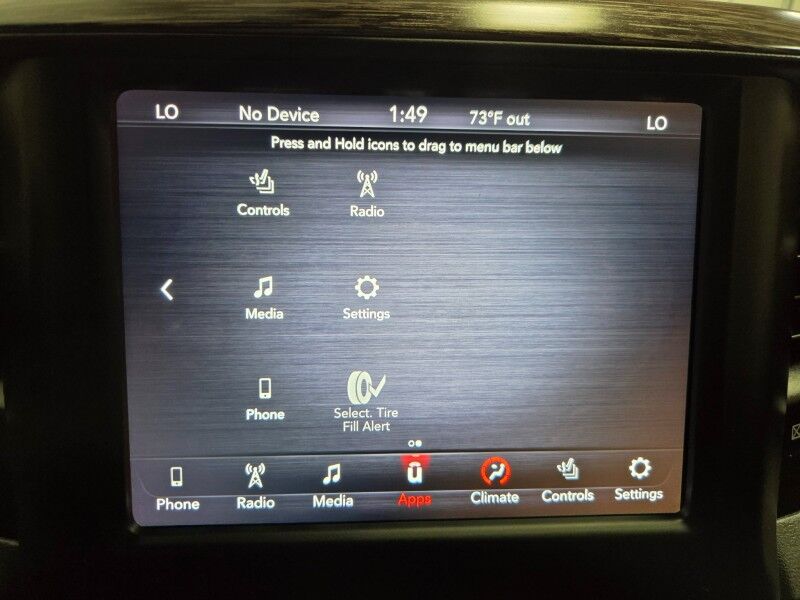 LO No Device 1:49 73°F out LO
Press and Hold icons to drag to menu bar below
Controls Radio
Media Settings
Phone Select. Tire
Fill Alert
Phone Radio Media Apps Climate Controls Settings